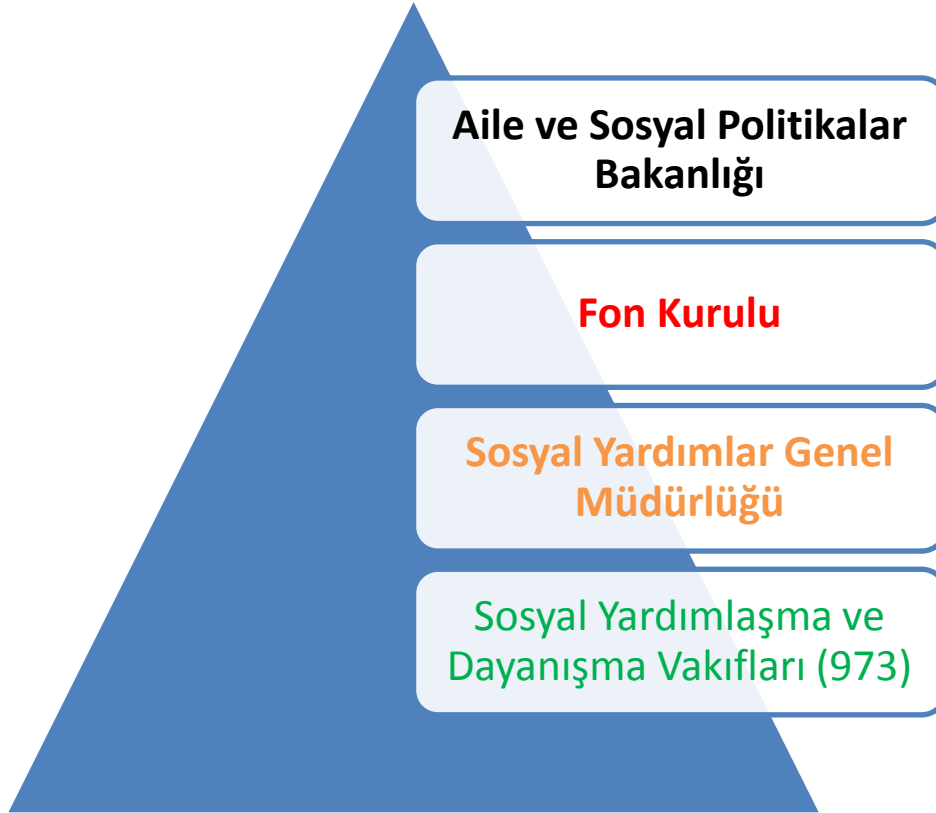 Aile ve Sosyal Politikalar
Bakanlığı
Fon Kurulu
Sosyal Yardımlar Genel
Müdürlüğü
Sosyal Yardımlaşma ve
Dayanışma Vakıfları (973)